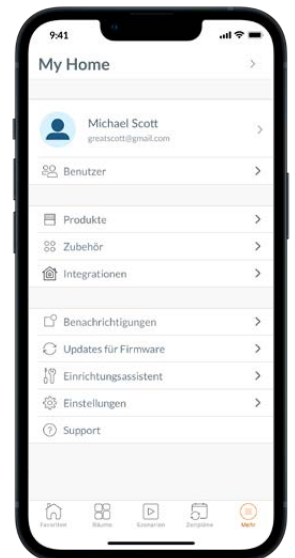 9:41
My Home
Michael Scott
greatscott@gmail.com
Benutzer
Produkte
Zubehör
Integrationen
Benachrichtigungen
Updates für Firmware
Einrichtungsassistent
Einstellungen
Support
Favoriten Räume Szenarien Zeitpläne Mehr